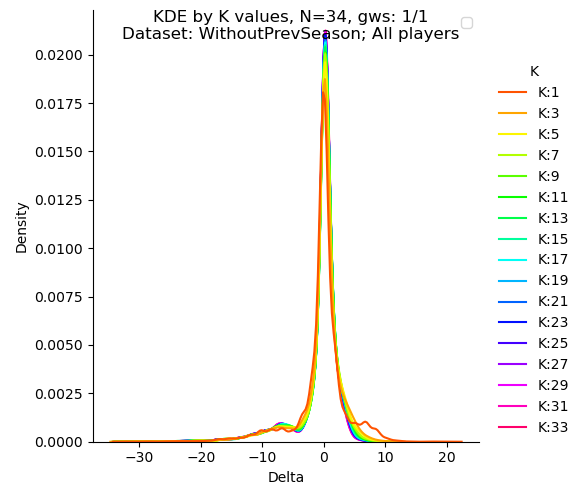 KDE by K values, N=34, gws: 1/1
Dataset: WithoutPrevSeason; All players
K
K:1
K:3
K:5
K:7
K:9
K:11
K:13
K:15
K:17
K:19
K:21
K:23
K:25
K:27
K:29
K:31
K:33
Density
0.0200
0.0175
0.0150
0.0125
0.0100
0.0075
0.0050
0.0025
0.0000
−30 −20 −10 0 10 20
Delta